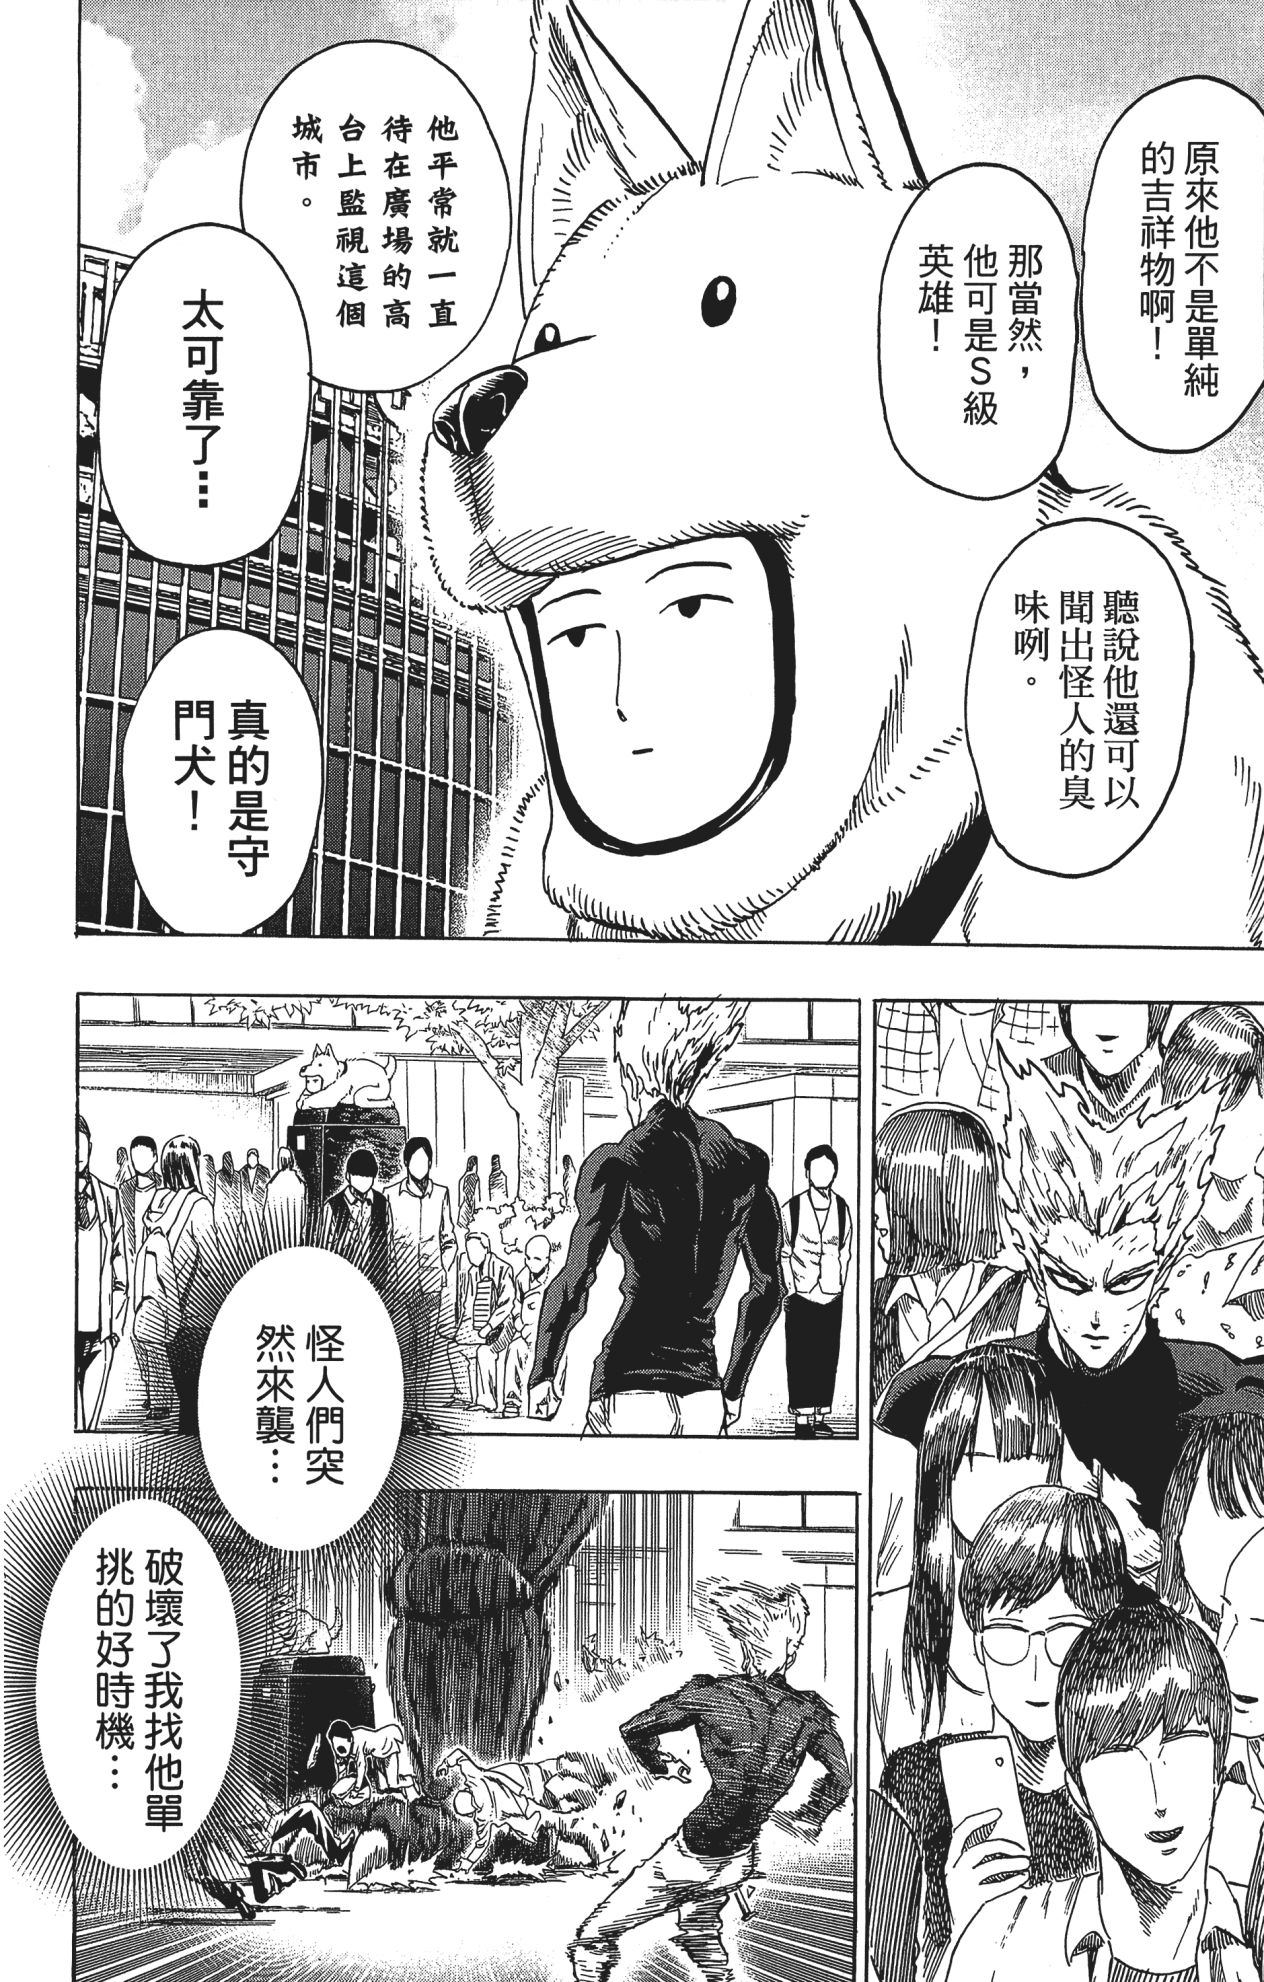 原來他不是單純
的吉祥物啊！
那當然，
他可是S級
英雄！
聽說他還可以
聞出怪人的臭
味咧。
他平常就一直
待在廣場的高
台上監視這個
城市。
太可靠了…
真的是守
門犬！
怪人們突
然來襲…
破壞了我找他單
挑的好時機…